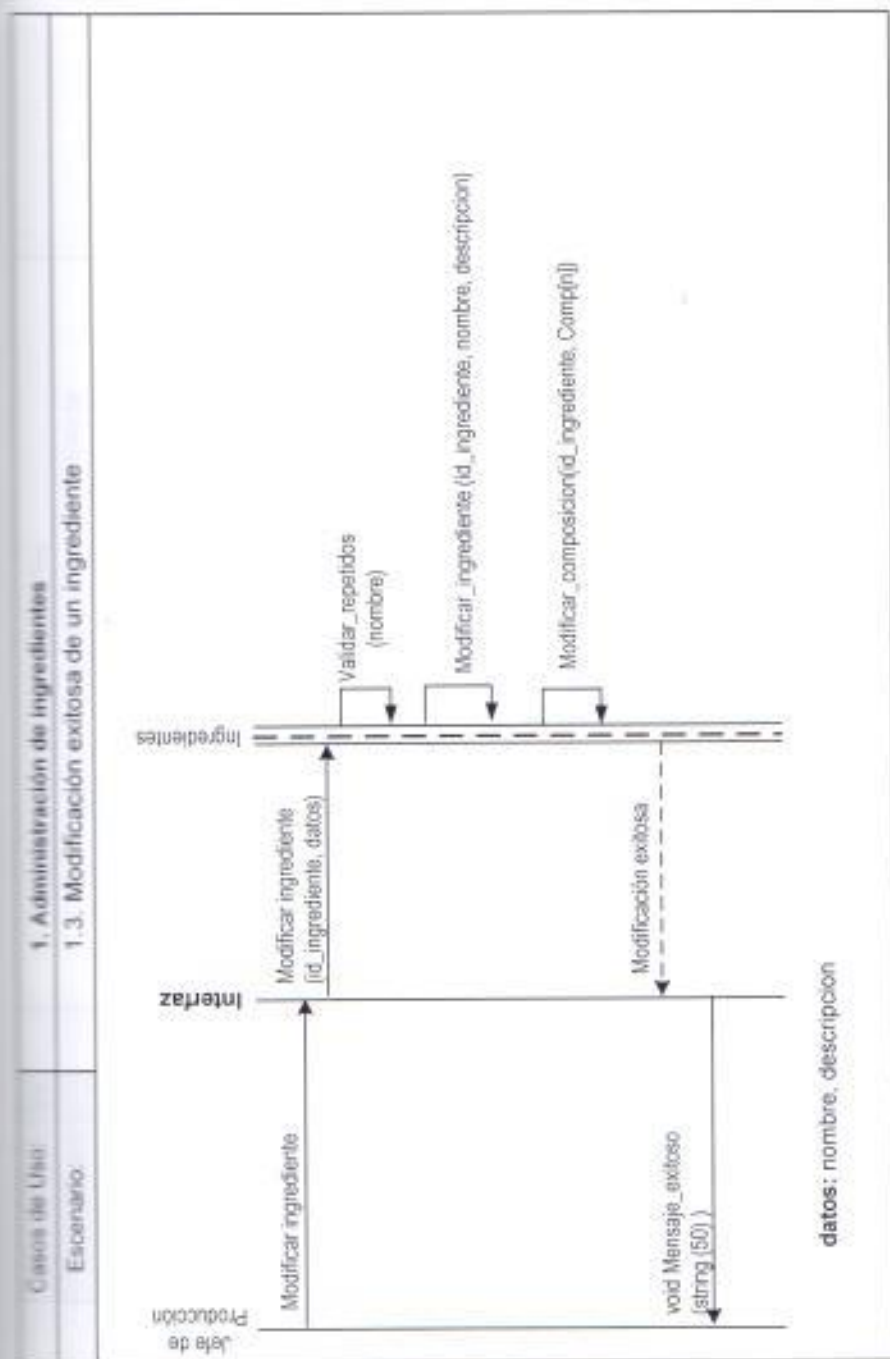 Casos de Uso: 1. Administración de ingredientes
Escenario: 1.3. Modificación exitosa de un ingrediente
Jefe de
Producción
Interfaz
Ingredientes
Modificar ingrediente
Modificar ingrediente
(id_ingrediente, datos)
Validar_repetidos
(nombre)
Modificar_ingrediente (id_ingrediente, nombre, descripcion)
Modificar_composicion(id_ingrediente, Comp[n])
Modificación exitosa
void Mensaje_exitoso
(string (50) )
datos: nombre, descripcion